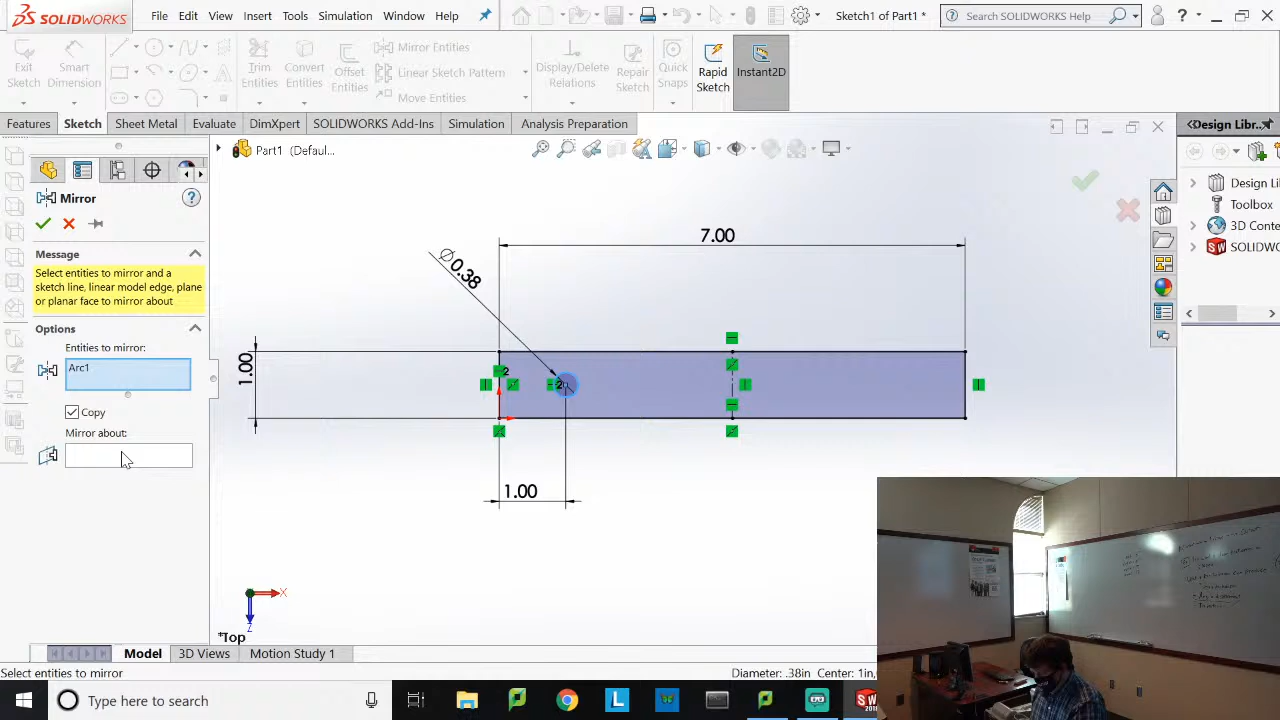 SOLIDWORKS
File Edit View Insert Tools Simulation Window Help
Sketch1 of Part1 *
Search SOLIDWORKS Help
Exit Sketch
Smart Dimension
Trim Entities
Convert Entities
Offset Entities
Mirror Entities
Linear Sketch Pattern
Move Entities
Display/Delete Relations
Repair Sketch
Quick Snaps
Rapid Sketch
Instant2D
Features Sketch Sheet Metal Evaluate DimXpert SOLIDWORKS Add-Ins Simulation Analysis Preparation
Part1 (Defaul...
Design Libr...
Design Li
Toolbox
3D Conte
SOLIDWO
Mirror
Message
Select entities to mirror and a
sketch line, linear model edge, plane
or planar face to mirror about
Options
Entities to mirror:
Arc1
Copy
Mirror about:
7.00
Ø0.38
1.00
2
2
1.00
X
Z
*Top
Model 3D Views Motion Study 1
Select entities to mirror
Diameter: .38in Center: 1in,
Type here to search